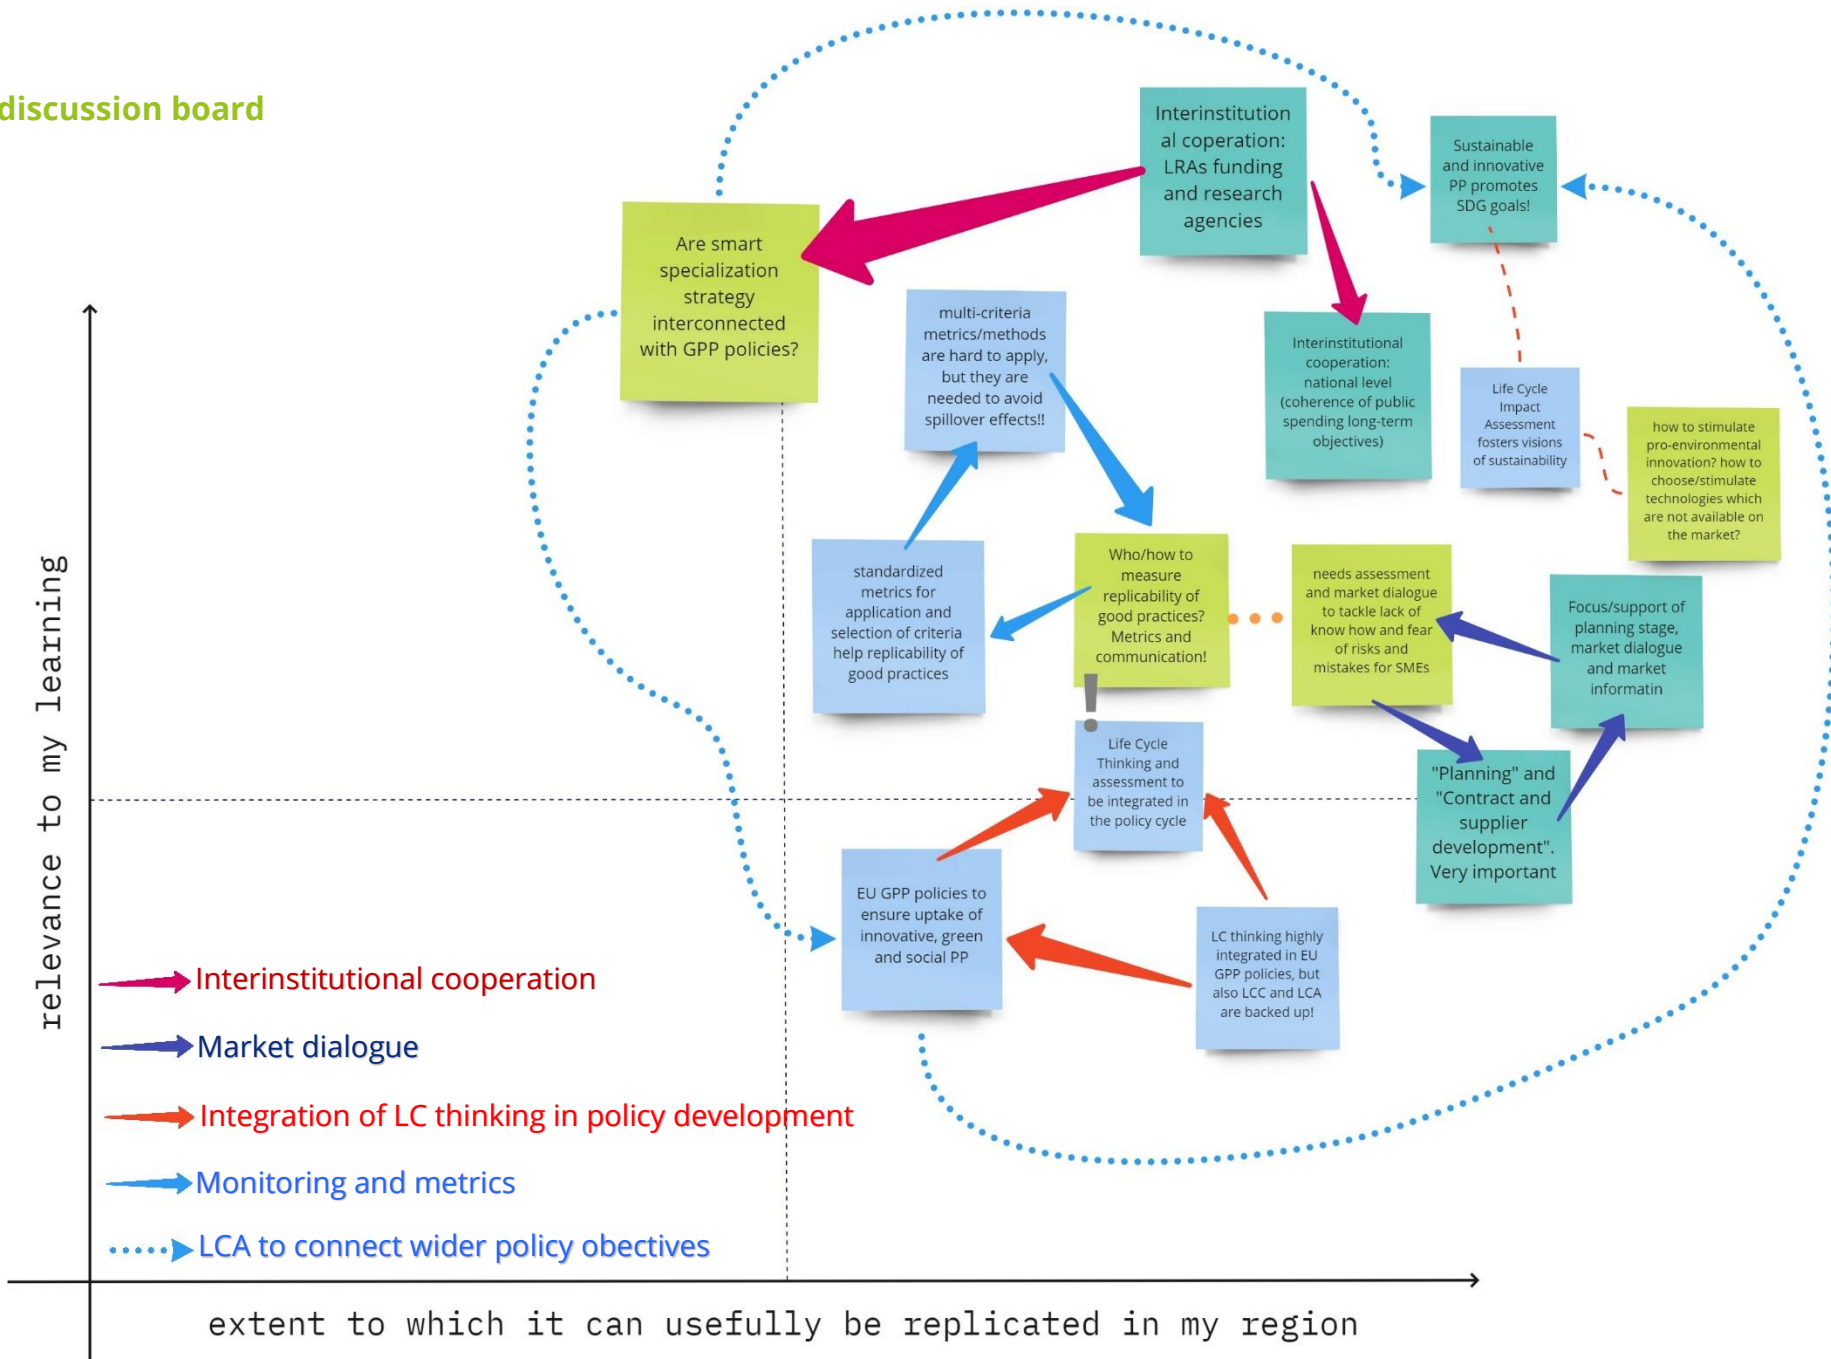 discussion board
Interinstitution
al coperation:
LRAs funding
and research
agencies
Sustainable
and innovative
PP promotes
SDG goals!
Are smart
specialization
strategy
interconnected
with GPP policies?
multi-criteria
metrics/methods
are hard to apply,
but they are
needed to avoid
spillover effects!!
Interinstitutional
cooperation:
national level
(coherence of public
spending long-term
objectives)
Life Cycle
Impact
Assessment
fosters visions
of sustainability
how to stimulate
pro-environmental
innovation? how to
choose/stimulate
technologies which
are not available on
the market?
standardized
metrics for
application and
selection of criteria
help replicability of
good practices
Who/how to
measure
replicability of
good practices?
Metrics and
communication!
needs assessment
and market dialogue
to tackle lack of
know how and fear
of risks and
mistakes for SMEs
Focus/support of
planning stage,
market dialogue
and market
informatin
!
Life Cycle
Thinking and
assessment to
be integrated in
the policy cycle
"Planning" and
"Contract and
supplier
development".
Very important
EU GPP policies to
ensure uptake of
innovative, green
and social PP
LC thinking highly
integrated in EU
GPP policies, but
also LCC and LCA
are backed up!
relevance to my learning
Interinstitutional cooperation
Market dialogue
Integration of LC thinking in policy development
Monitoring and metrics
LCA to connect wider policy obectives
extent to which it can usefully be replicated in my region